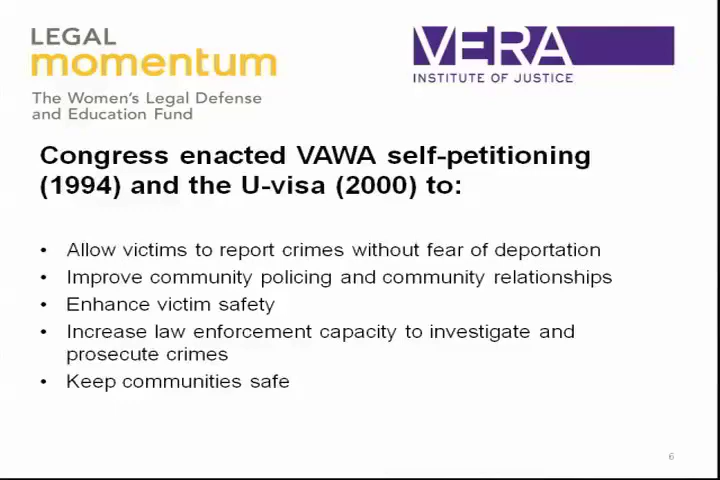 LEGAL
momentum
The Women's Legal Defense
and Education Fund
VERA
INSTITUTE OF JUSTICE
Congress enacted VAWA self-petitioning
(1994) and the U-visa (2000) to:
• Allow victims to report crimes without fear of deportation
• Improve community policing and community relationships
• Enhance victim safety
• Increase law enforcement capacity to investigate and
prosecute crimes
• Keep communities safe
6